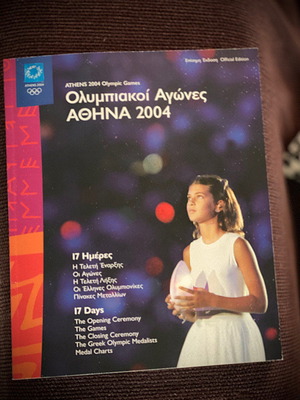 Επίσημη Έκδοση Official Edition
ATHENS 2004
ATHENS 2004 Olympic Games
Ολυμπιακοί Αγώνες
ΑΘΗΝΑ 2004
17 Ημέρες
Η Τελετή Έναρξης
Οι Αγώνες
Η Τελετή Λήξης
Οι Έλληνες Ολυμπιονίκες
Πίνακες Μεταλλίων
17 Days
The Opening Ceremony
The Games
The Closing Ceremony
The Greek Olympic Medalists
Medal Charts